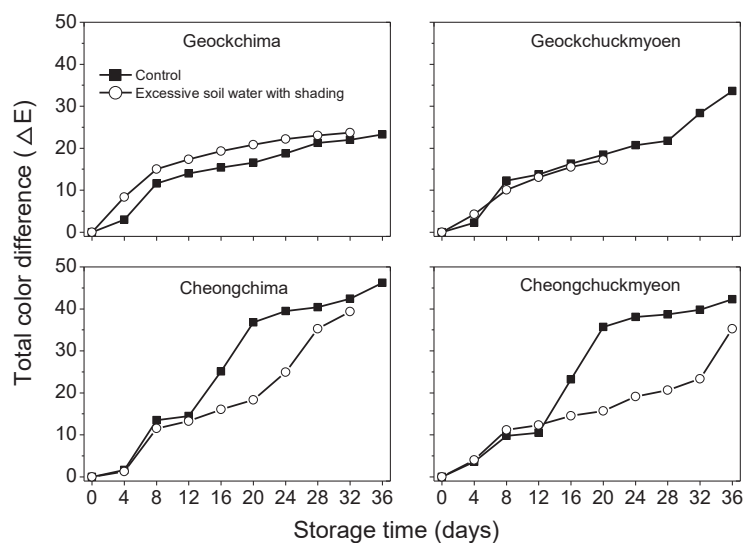 Geockchima
Geockchuckmyoen
Control
Excessive soil water with shading
50
40
30
20
10
0
Total color difference ( △E)
Cheongchima
Cheongchuckmyeon
50
40
30
20
10
0
0 4 8 12 16 20 24 28 32 36
0 4 8 12 16 20 24 28 32 36
Storage time (days)